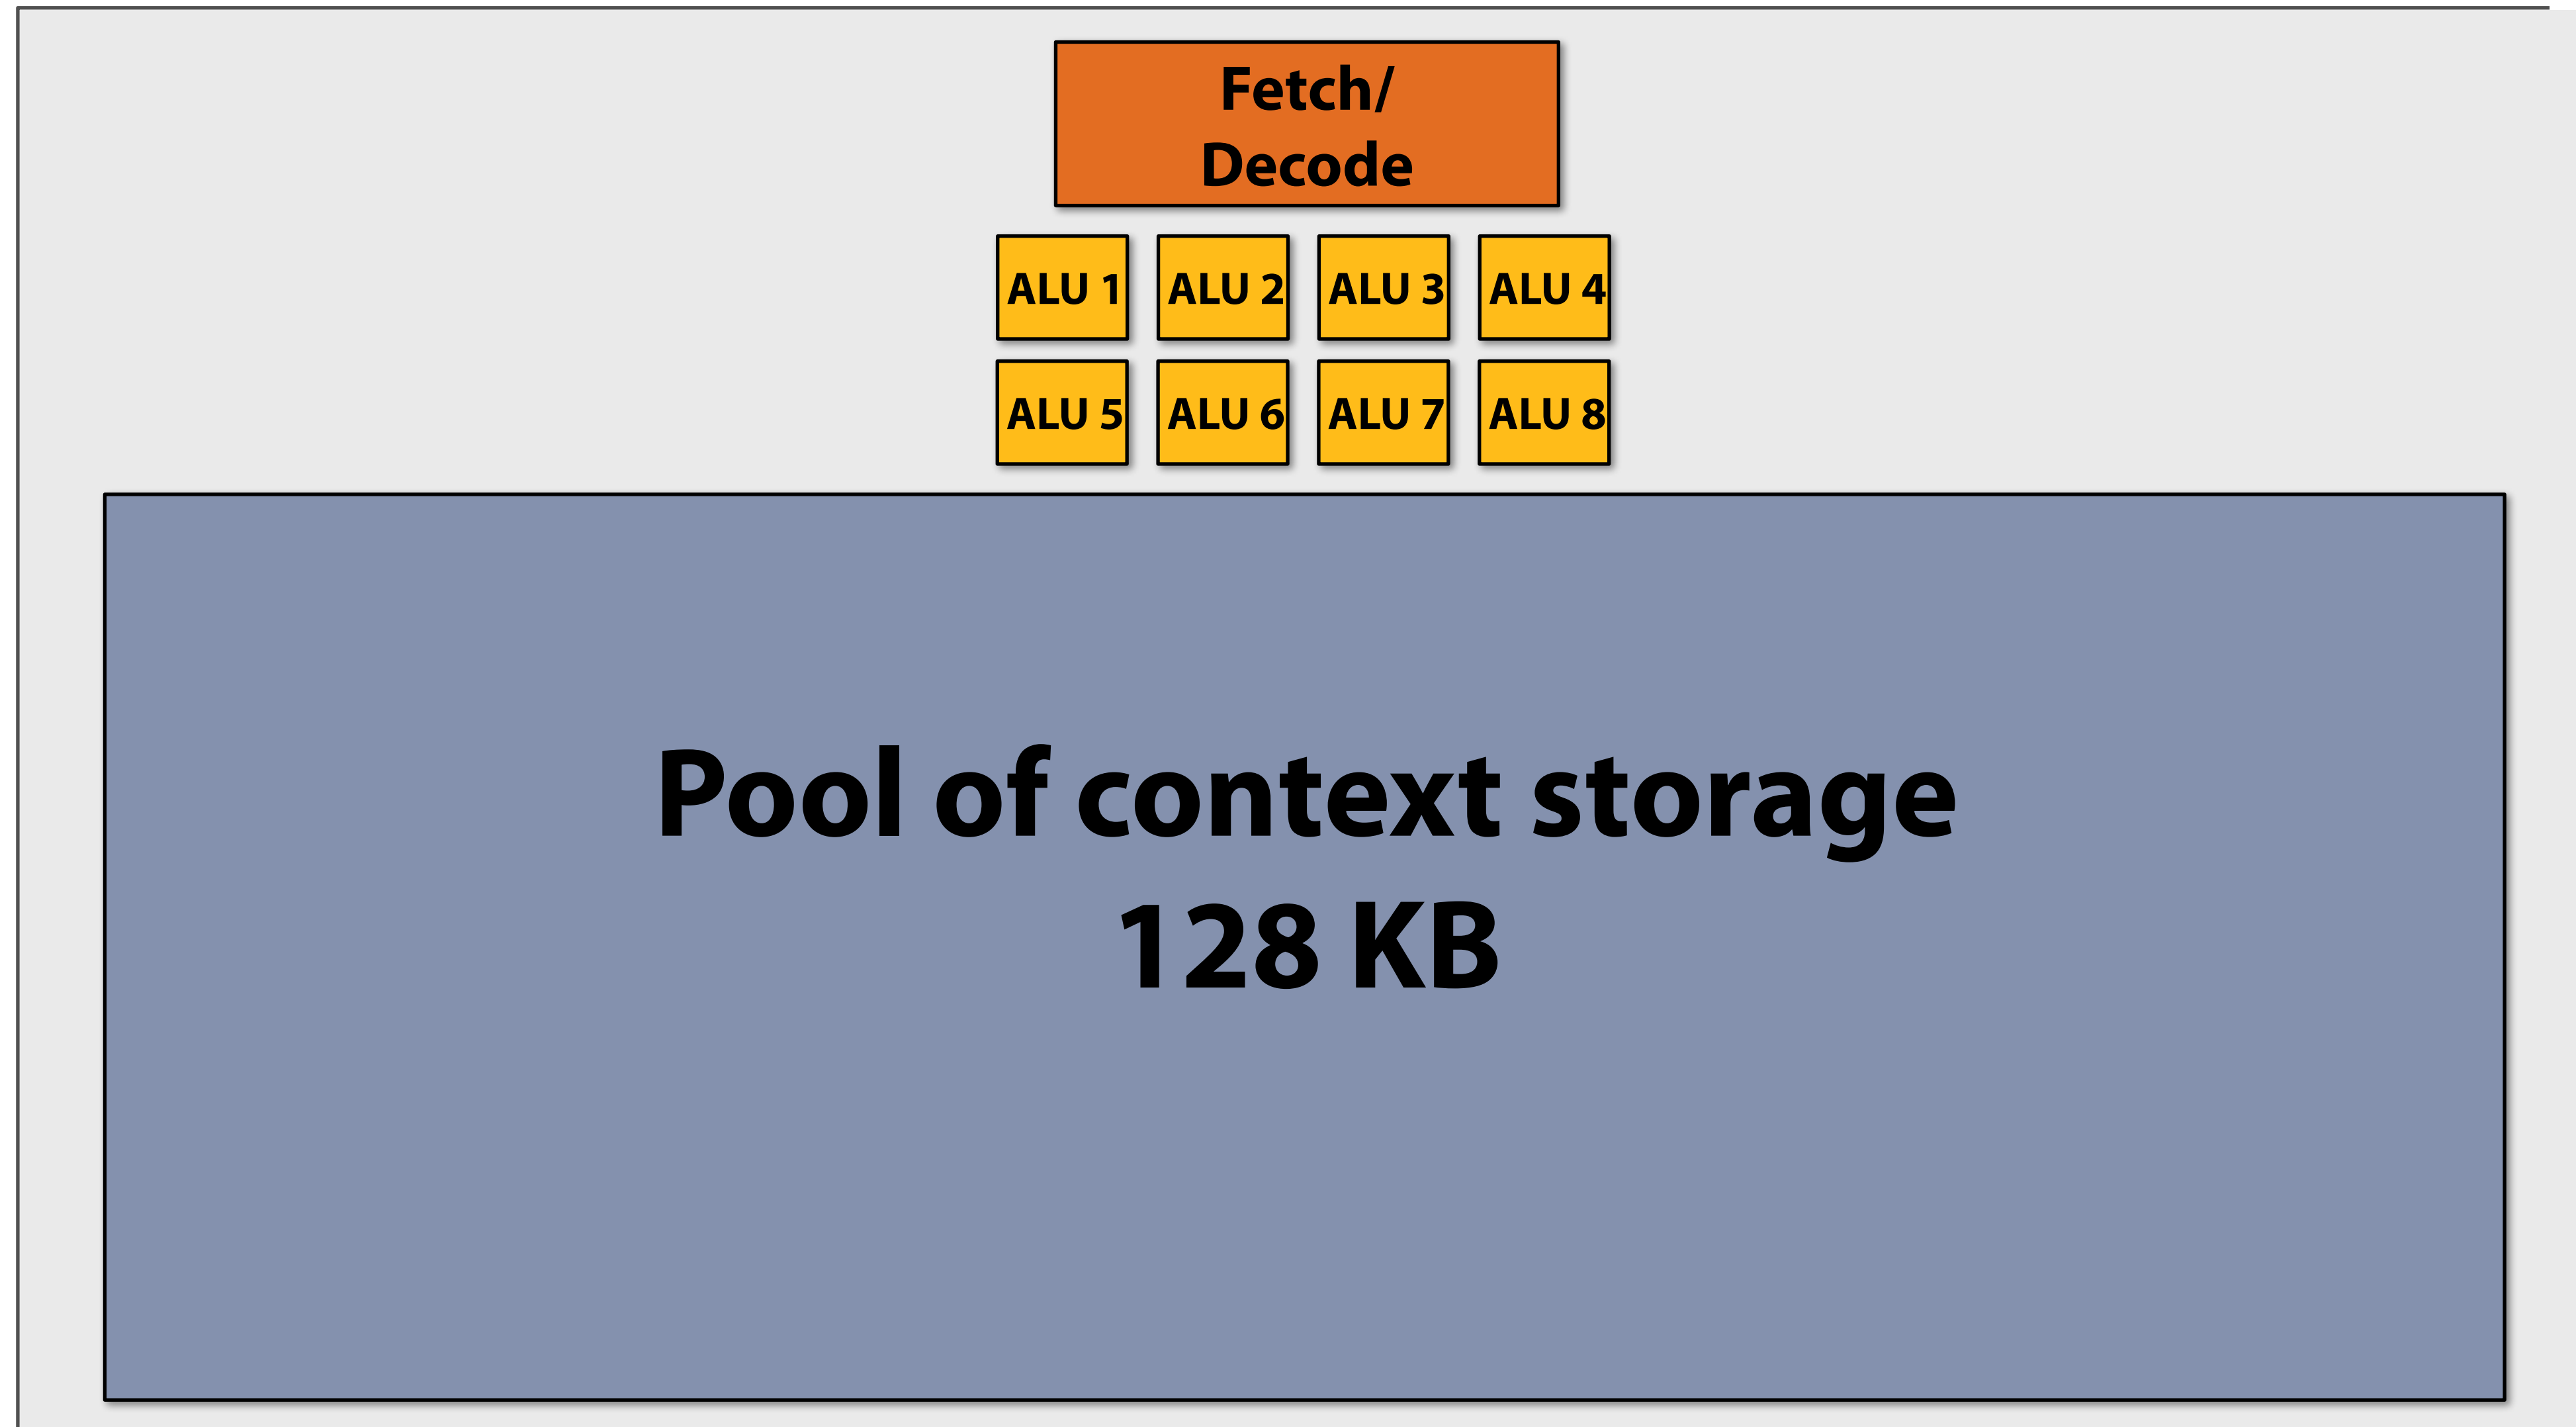 Fetch/
Decode
ALU 1 ALU 2 ALU 3 ALU 4
ALU 5 ALU 6 ALU 7 ALU 8
Pool of context storage
128 KB